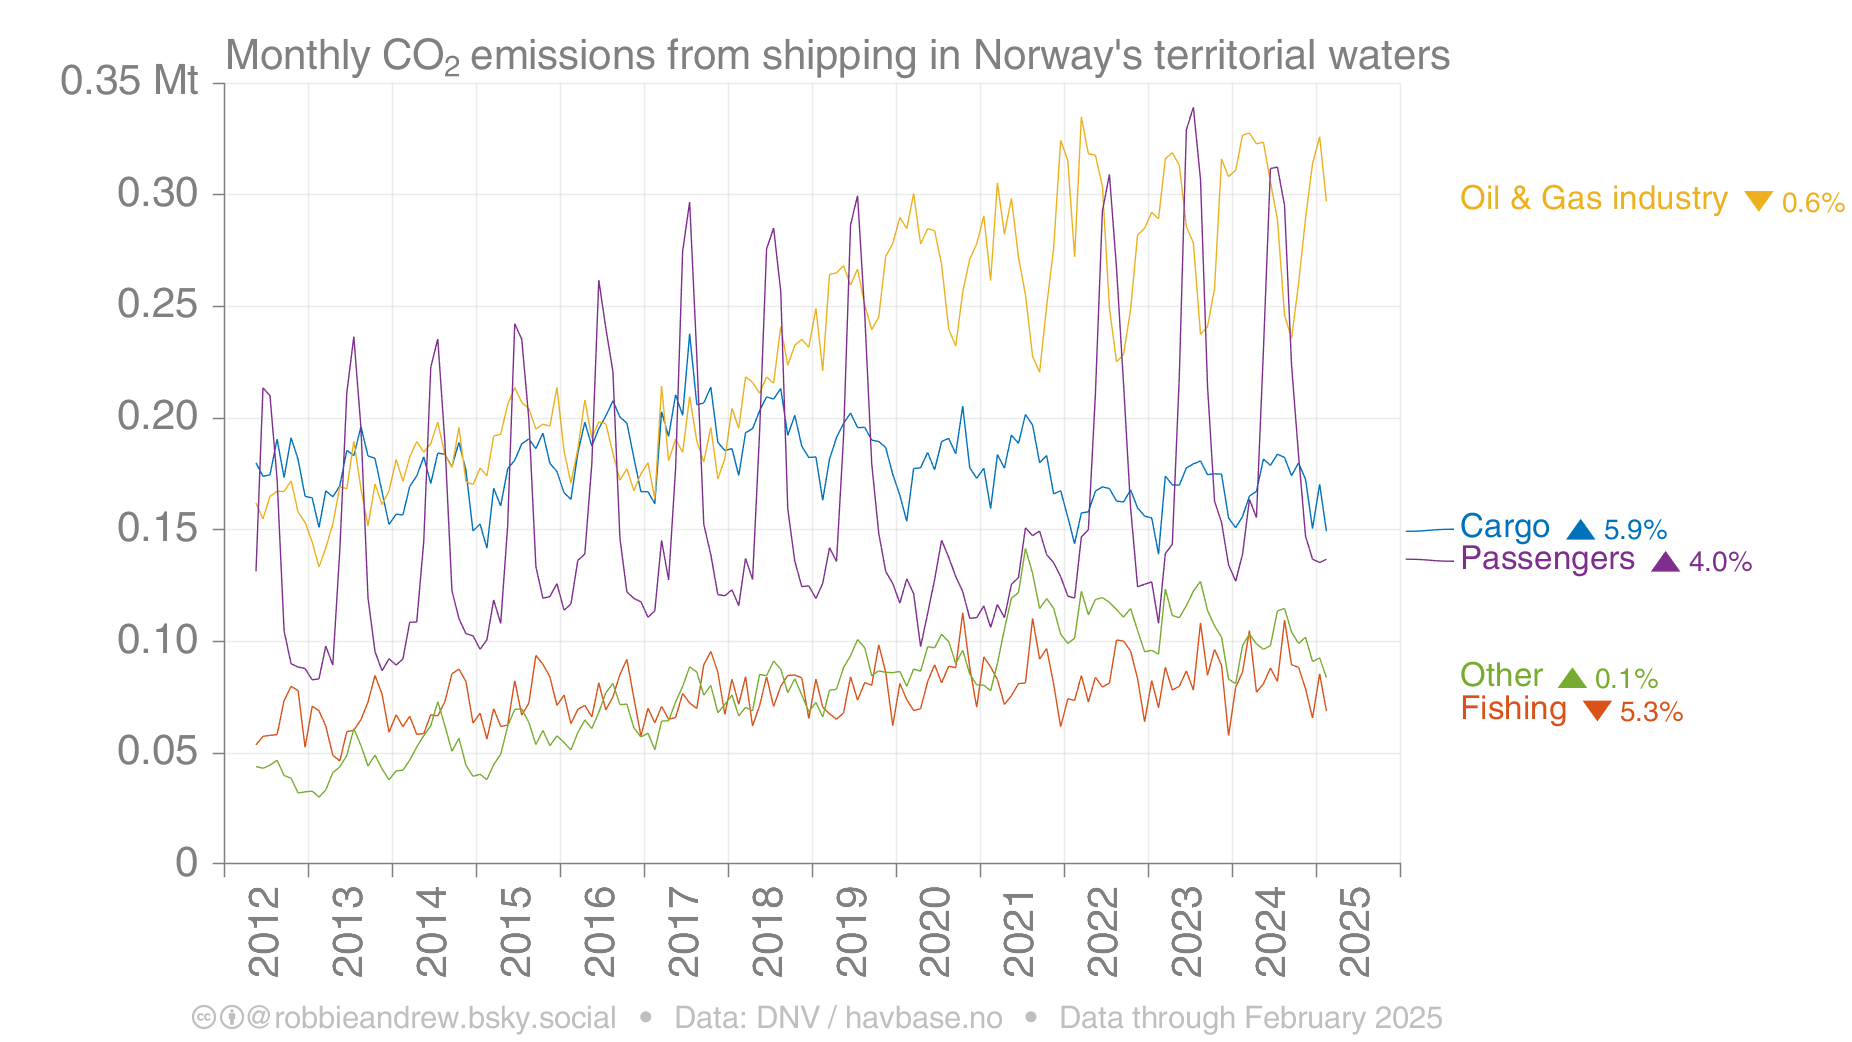 Monthly CO₂ emissions from shipping in Norway's territorial waters
0.35 Mt
0.30
0.25
0.20
0.15
0.10
0.05
0
2012 2013 2014 2015 2016 2017 2018 2019 2020 2021 2022 2023 2024 2025
Oil & Gas industry ▼ 0.6%
Cargo ▲ 5.9%
Passengers ▲ 4.0%
Other ▲ 0.1%
Fishing ▼ 5.3%
@robbieandrew.bsky.social • Data: DNV / havbase.no • Data through February 2025